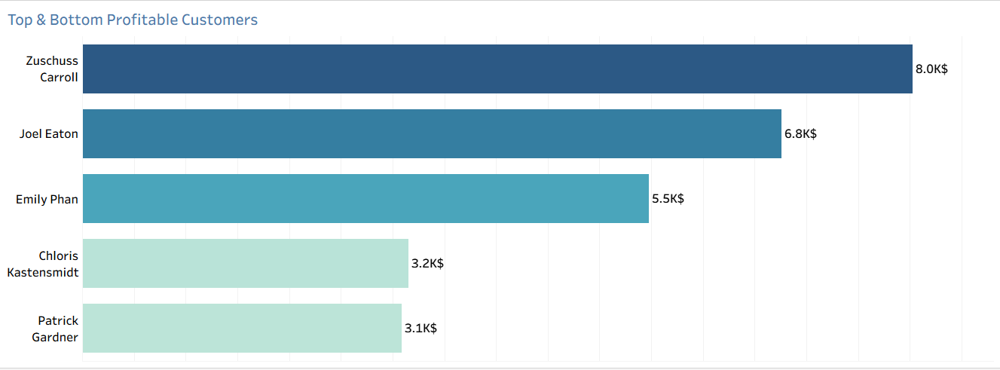 Top & Bottom Profitable Customers
Zuschuss
Carroll
8.0K$
Joel Eaton
6.8K$
Emily Phan
5.5K$
Chloris
Kastensmidt
3.2K$
Patrick
Gardner
3.1K$